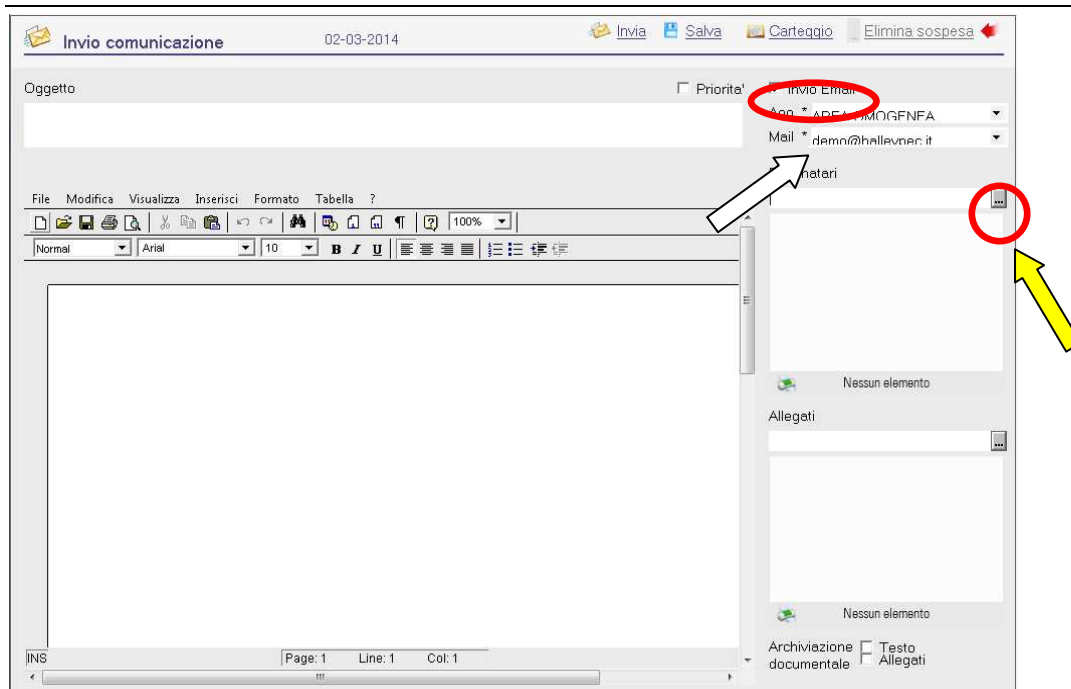 Invio comunicazione 02-03-2014 Invia Salva Carteggio Elimina sospesa
Oggetto Priorita' Invio Email
AREA OMOGENEA
Mail * demo@halleypec.it
File Modifica Visualizza Inserisci Formato Tabella ?
100%
Normal Arial 10 B I U
Nessun elemento
Allegati
...
Nessun elemento
Archiviazione documentale Testo
Allegati
INS Page: 1 Line: 1 Col: 1